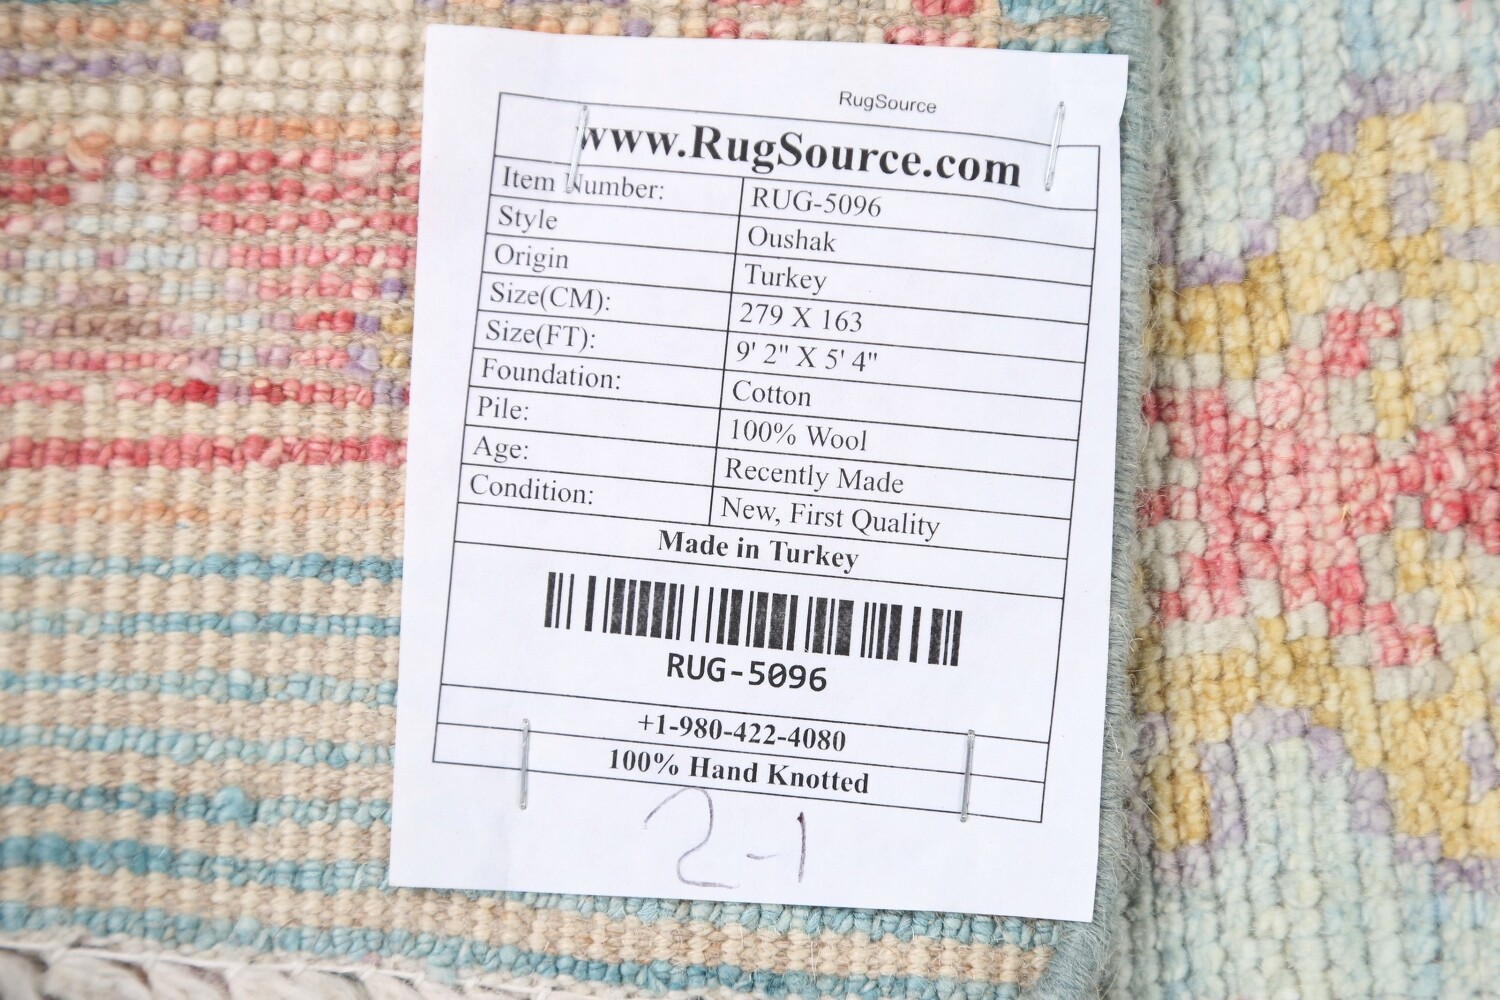 RugSource
www.RugSource.com
Item Number: RUG-5096
Style Oushak
Origin Turkey
Size(CM): 279 X 163
Size(FT): 9' 2" X 5' 4"
Foundation: Cotton
Pile: 100% Wool
Age: Recently Made
Condition: New, First Quality
Made in Turkey
RUG-5096
+1-980-422-4080
100% Hand Knotted
2-1